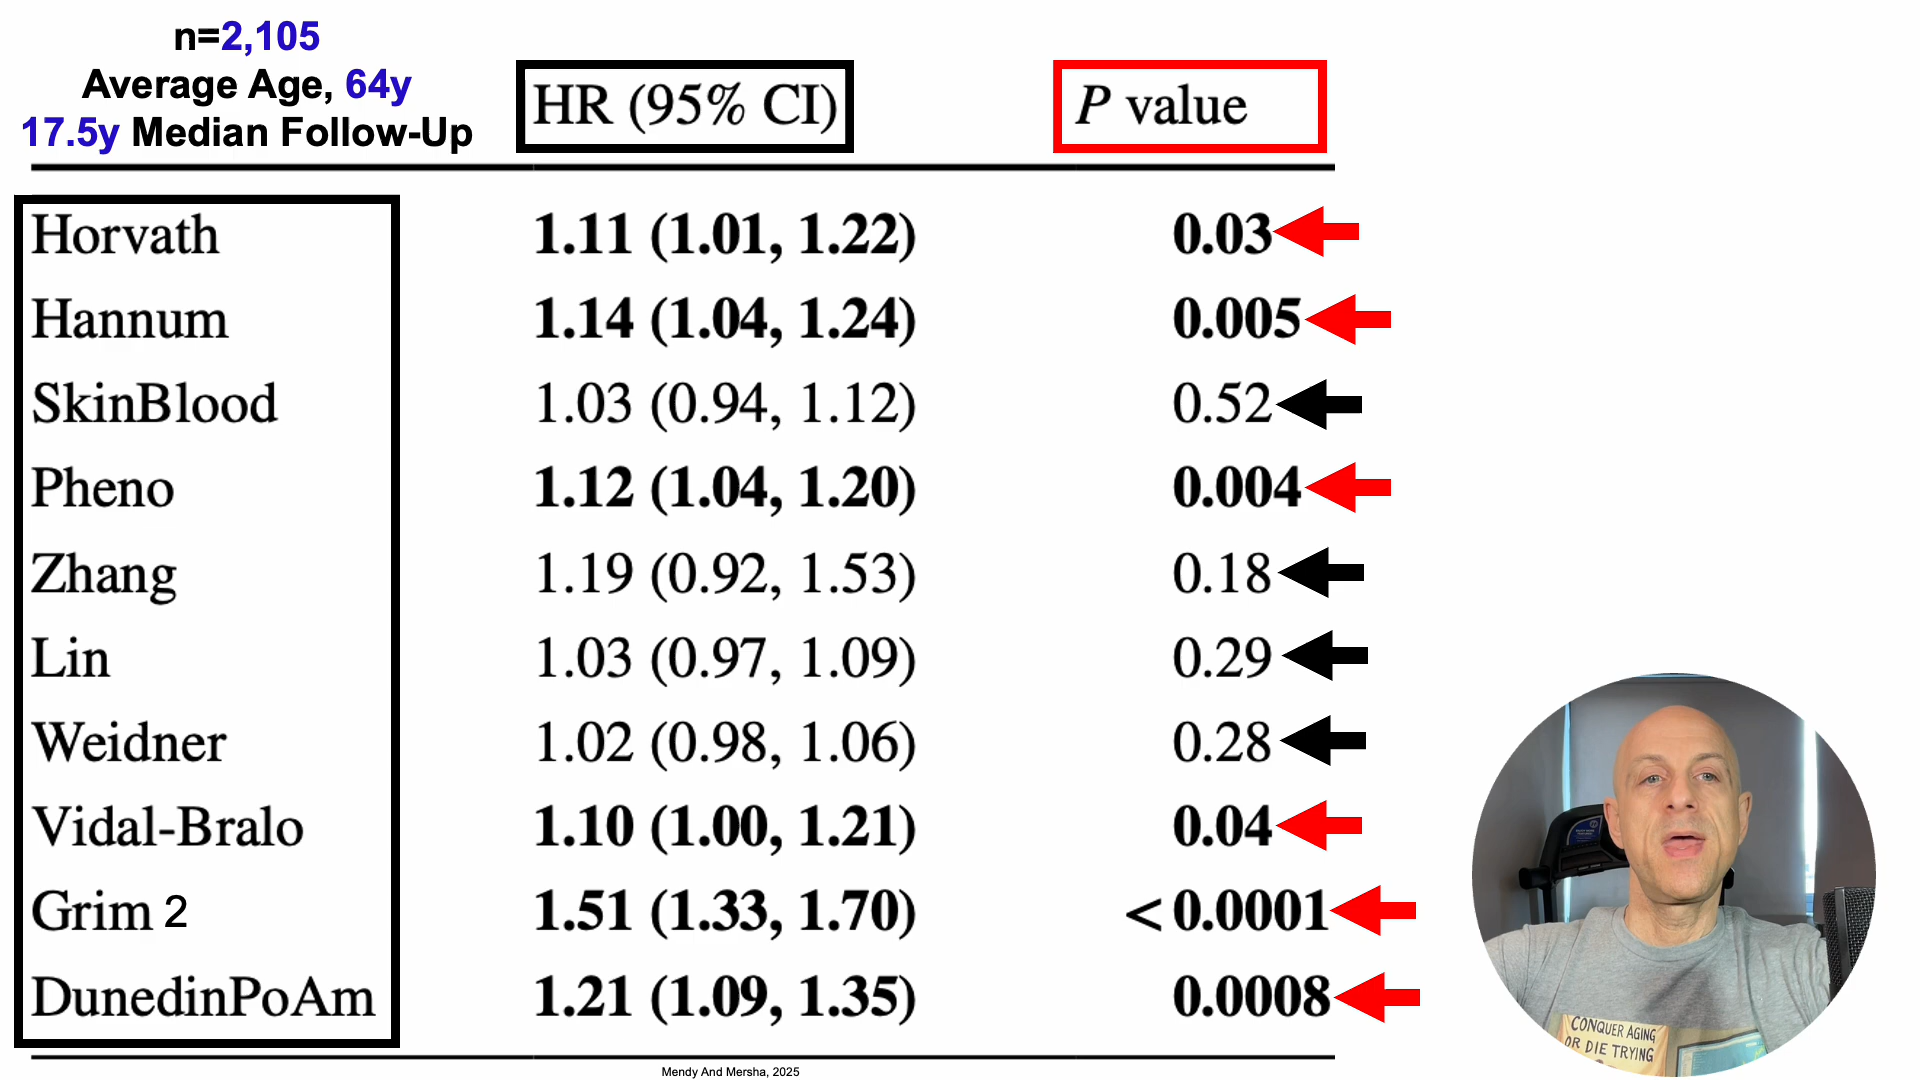 n=2,105
Average Age, 64y
17.5y Median Follow-Up
HR (95% CI)
P value
Horvath 1.11 (1.01, 1.22) 0.03
Hannum 1.14 (1.04, 1.24) 0.005
SkinBlood 1.03 (0.94, 1.12) 0.52
Pheno 1.12 (1.04, 1.20) 0.004
Zhang 1.19 (0.92, 1.53) 0.18
Lin 1.03 (0.97, 1.09) 0.29
Weidner 1.02 (0.98, 1.06) 0.28
Vidal-Bralo 1.10 (1.00, 1.21) 0.04
Grim 2 1.51 (1.33, 1.70) <0.0001
DunedinPoAm 1.21 (1.09, 1.35) 0.0008
Mendy And Mersha, 2025
CONQUER AGING
OR DIE TRYING